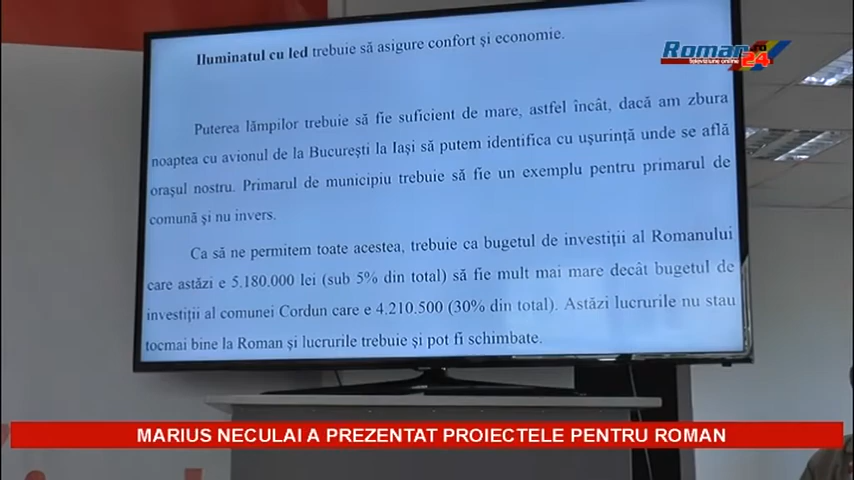 Iluminatul cu led trebuie să asigure confort și economie.
Roman .ro
Televiziune online 24
Puterea lămpilor trebuie să fie suficient de mare, astfel încât, dacă am zbura
noaptea cu avionul de la București la Iași să putem identifica cu ușurință unde se află
orașul nostru. Primarul de municipiu trebuie să fie un exemplu pentru primarul de
comună și nu invers.
Ca să ne permitem toate acestea, trebuie ca bugetul de investiții al Romanului
care astăzi e 5.180.000 lei (sub 5% din total) să fie mult mai mare decât bugetul de
investiții al comunei Cordun care e 4.210.500 (30% din total). Astăzi lucrurile nu stau
tocmai bine la Roman și lucrurile trebuie și pot fi schimbate.
MARIUS NECULAI A PREZENTAT PROIECTELE PENTRU ROMAN